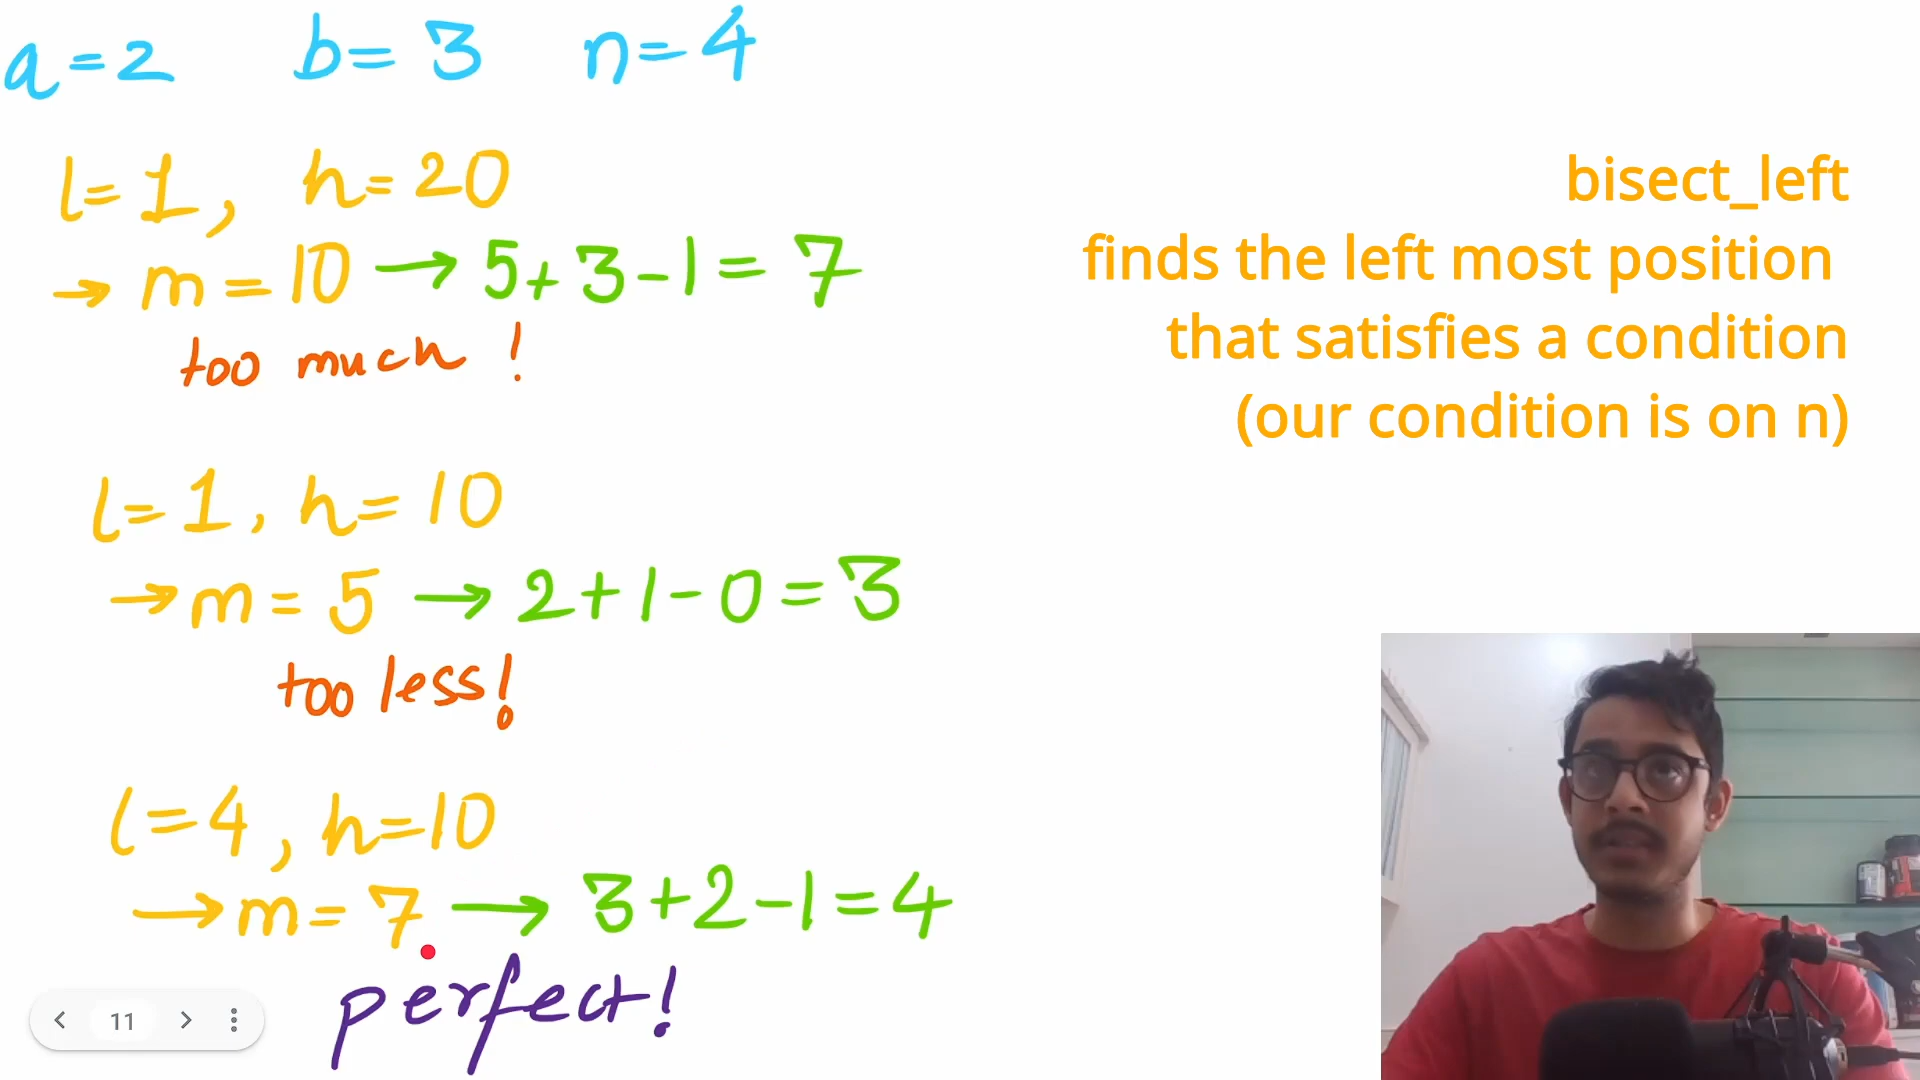 a=2 b=3 n=4
l=1, h=20
→ m=10 → 5+3-1=7
too much!
l=1, h=10
→ m=5 → 2+1-0=3
too less!
l=4, h=10
→ m=7 → 3+2-1=4
perfect!
bisect_left
finds the left most position
that satisfies a condition
(our condition is on n)
11